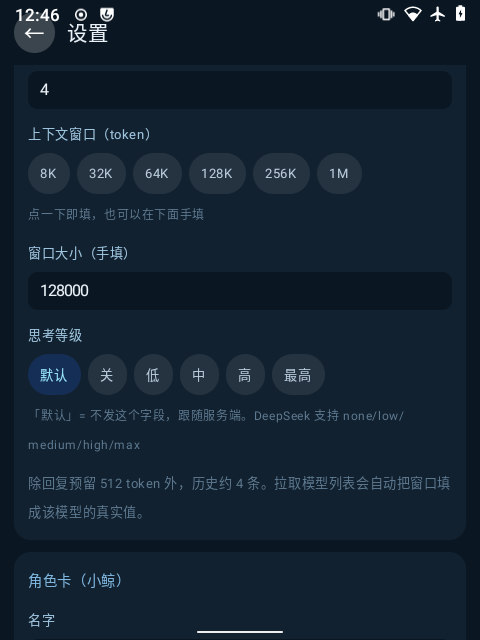 12:46
设置
4
上下文窗口（token）
8K 32K 64K 128K 256K 1M
点一下即填，也可以在下面手填
窗口大小（手填）
128000
思考等级
默认 关 低 中 高 最高
「默认」= 不发这个字段，跟随服务端。DeepSeek 支持 none/low/
medium/high/max
除回复预留 512 token 外，历史约 4 条。拉取模型列表会自动把窗口填
成该模型的真实值。
角色卡（小鲸）
名字